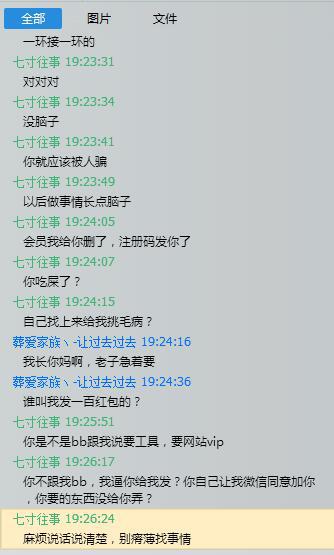 全部 图片 文件
一环接一环的
七寸往事 19:23:31
对对对
七寸往事 19:23:34
没脑子
七寸往事 19:23:41
你就应该被人骗
七寸往事 19:23:49
以后做事情长点脑子
七寸往事 19:24:05
会员我给你删了，注册码发你了
七寸往事 19:24:07
你吃屎了？
七寸往事 19:24:15
自己找上来给我挑毛病？
葬爱家族ヽ-让过去过去 19:24:16
我长你妈啊，老子急着要
葬爱家族ヽ-让过去过去 19:24:36
谁叫我发一百红包的？
七寸往事 19:25:51
你是不是bb跟我说要工具，要网站vip
七寸往事 19:26:17
你不跟我bb，我逼你给我发？你自己让我微信同意加你
，你要的东西没给你弄？
七寸往事 19:26:24
麻烦说话说清楚，别瘠薄找事情